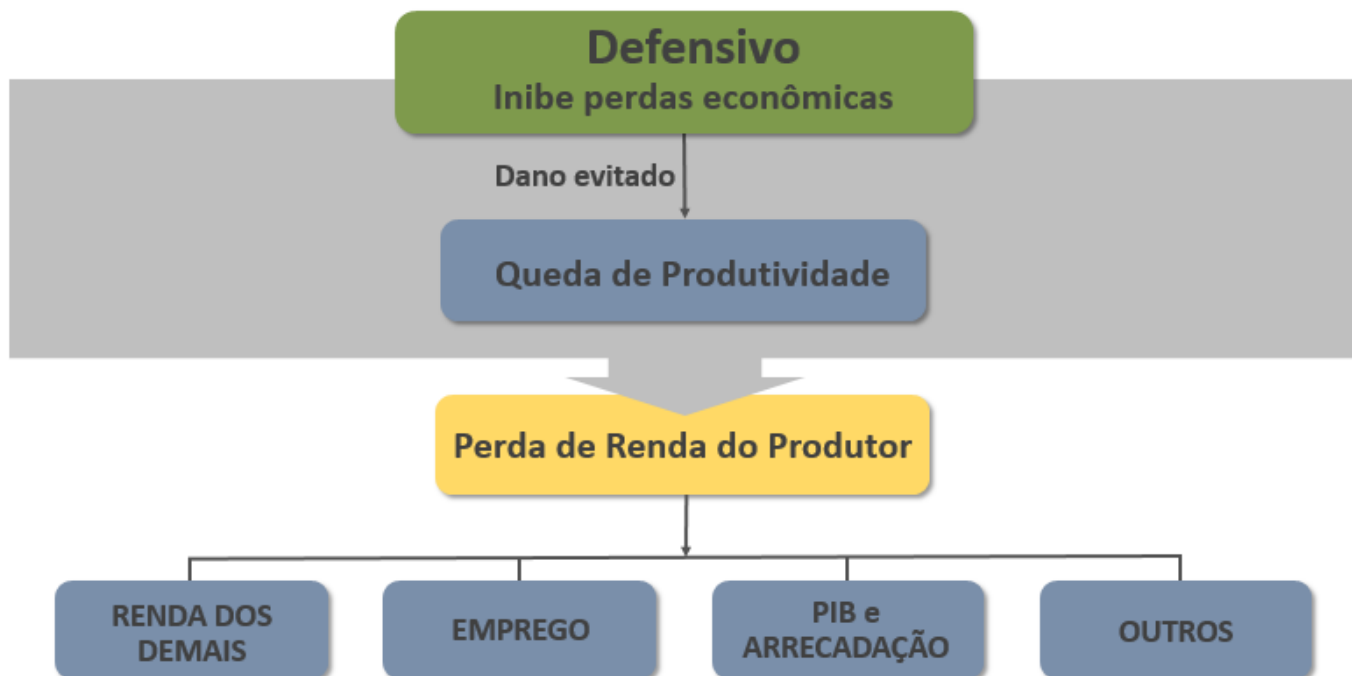 Defensivo
Inibe perdas econômicas
Dano evitado
Queda de Produtividade
Perda de Renda do Produtor
RENDA DOS
DEMAIS
EMPREGO
PIB e
ARRECADAÇÃO
OUTROS